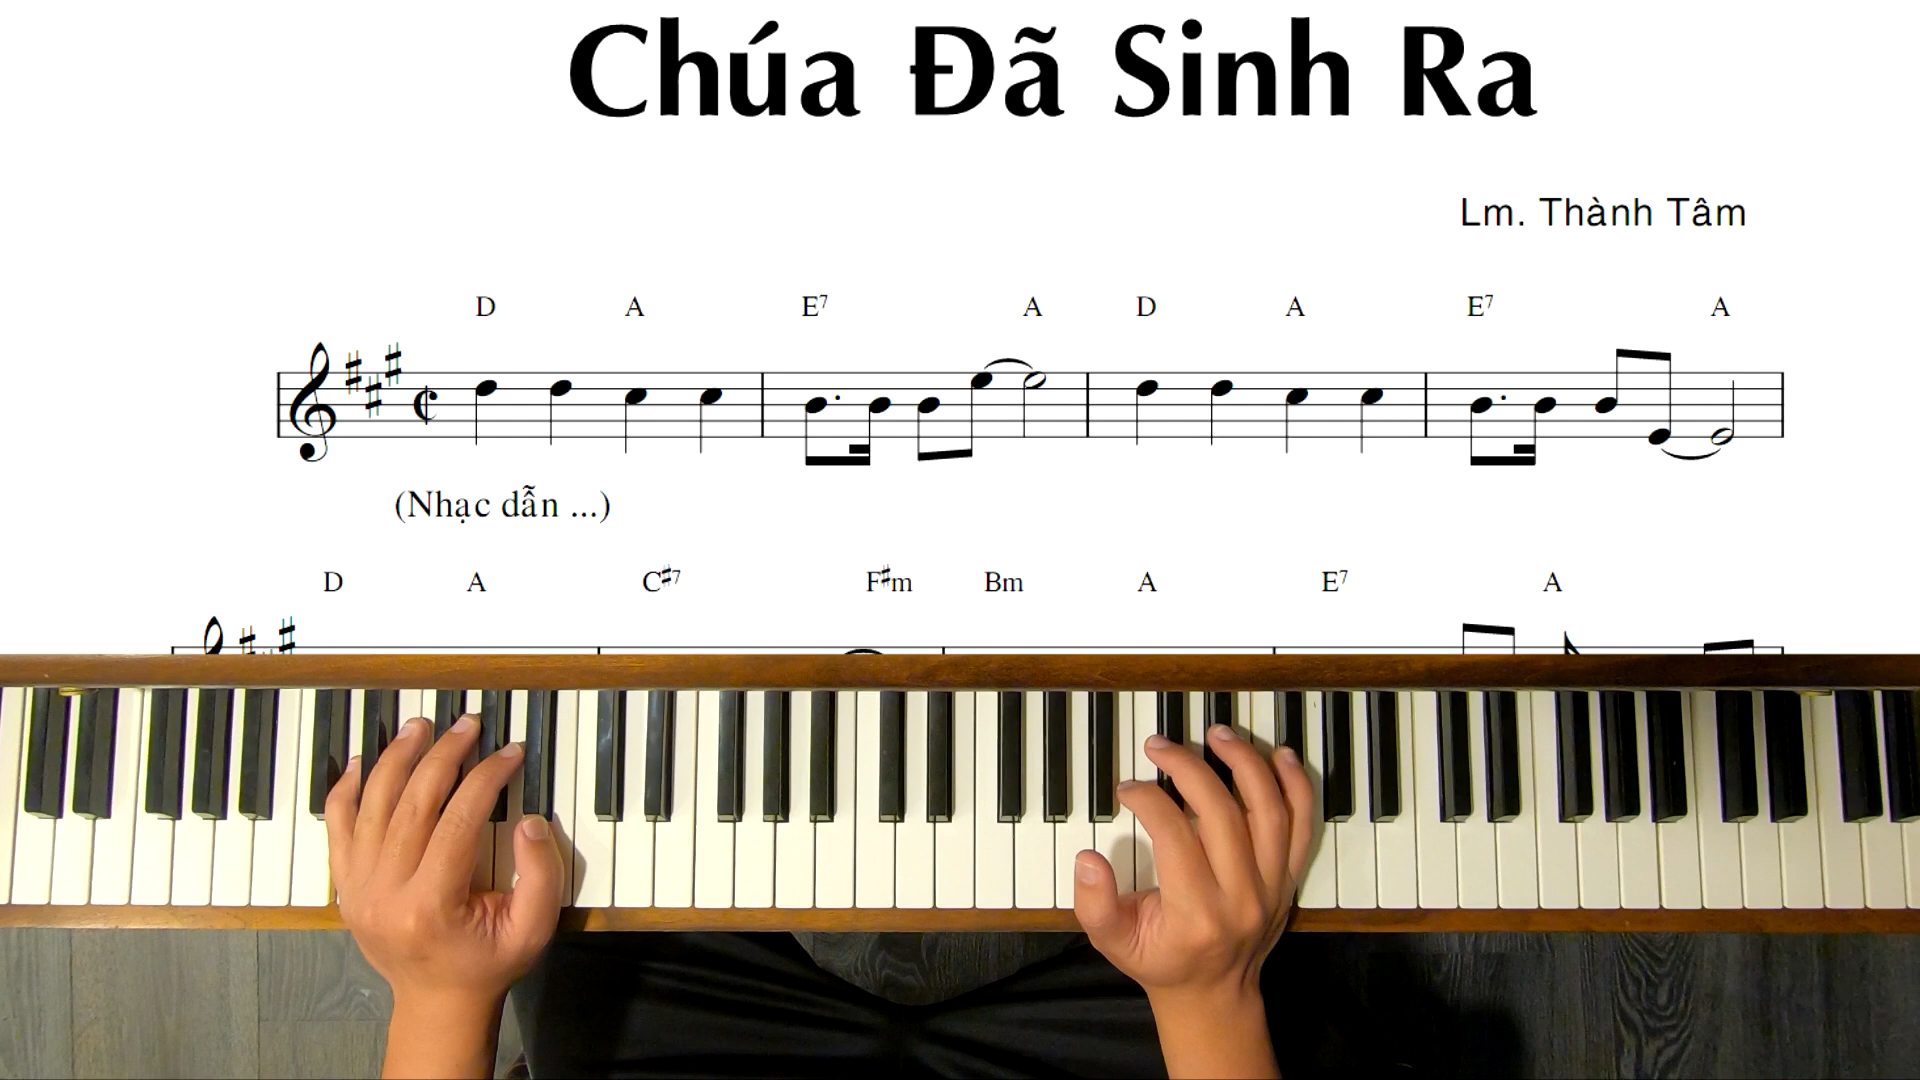 Chúa Đã Sinh Ra
Lm. Thành Tâm
D A E7 A D A E7 A
(Nhạc dẫn ...)
D A C♯7 F♯m Bm A E7 A